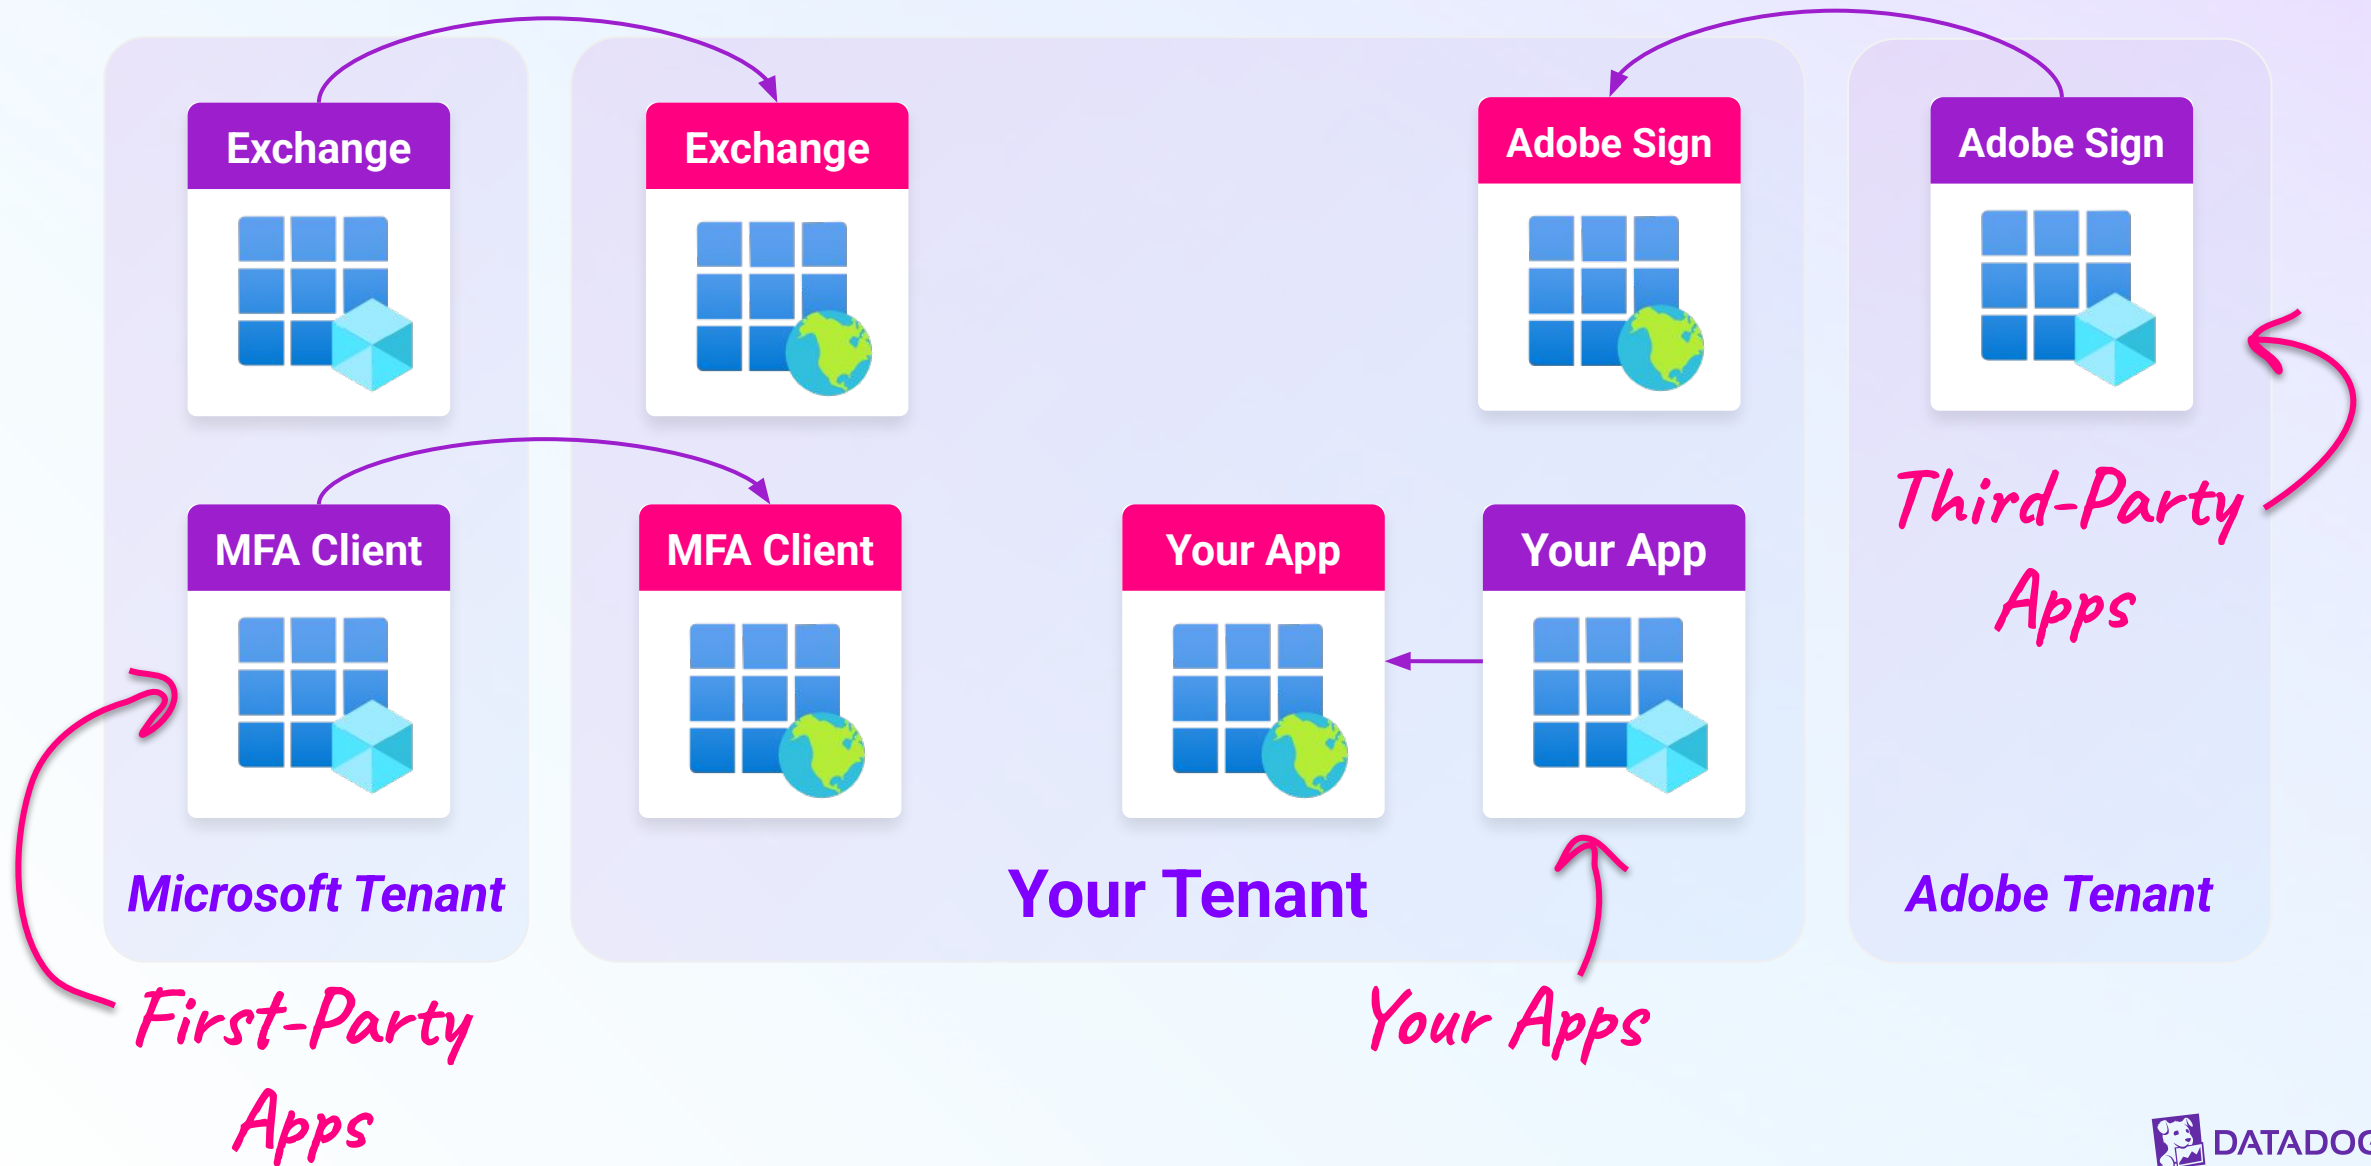 Exchange
Exchange
Adobe Sign
Adobe Sign
MFA Client
MFA Client
Your App
Your App
Third-Party
Apps
Microsoft Tenant
Your Tenant
Adobe Tenant
First-Party
Apps
Your Apps
DATADOG